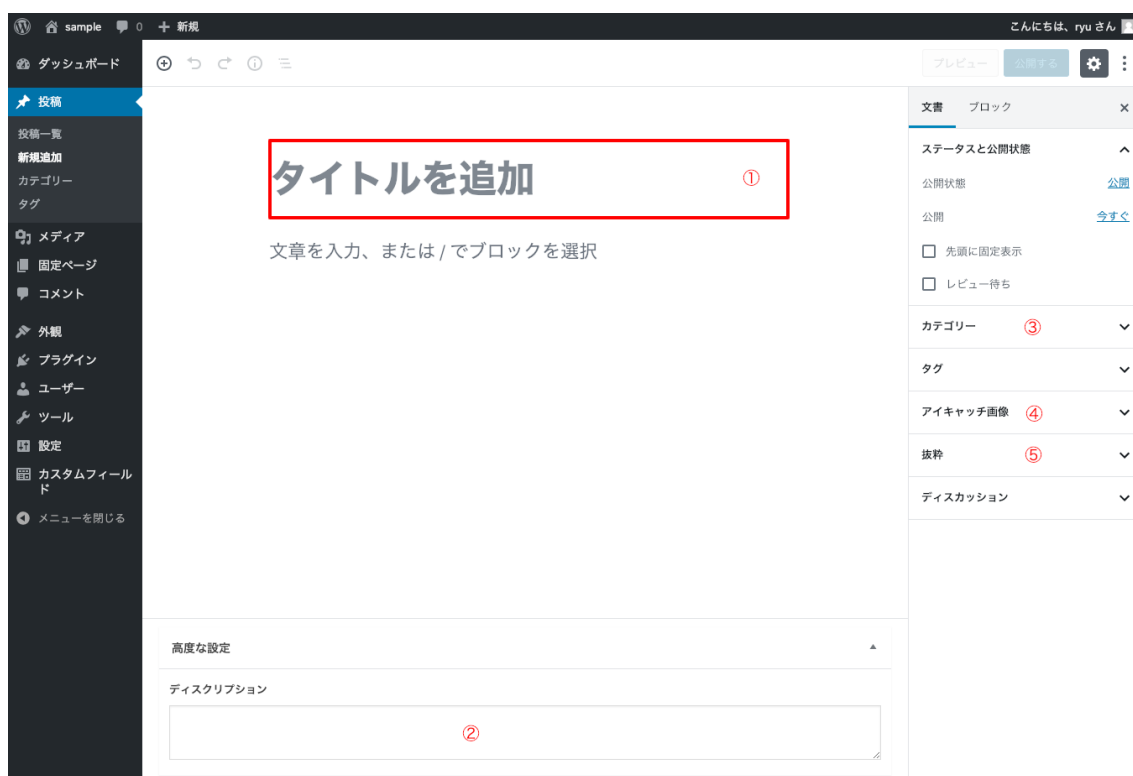 sample 0 + 新規
こんにちは、ryu さん
ダッシュボード
投稿
投稿一覧
新規追加
カテゴリー
タグ
メディア
固定ページ
コメント
外観
プラグイン
ユーザー
ツール
設定
カスタムフィール
ド
メニューを閉じる
プレビュー 公開する
タイトルを追加 ①
文章を入力、または / でブロックを選択
高度な設定
ディスクリプション
②
文書 ブロック ×
ステータスと公開状態
公開状態 公開
公開 今すぐ
先頭に固定表示
レビュー待ち
カテゴリー ③
タグ
アイキャッチ画像 ④
抜粋 ⑤
ディスカッション